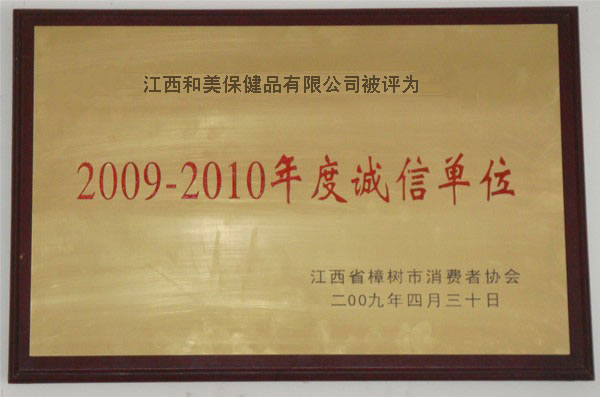 江西和美保健品有限公司被评为
2009-2010年度诚信单位
江西省樟树市消费者协会
二00九年四月三十日